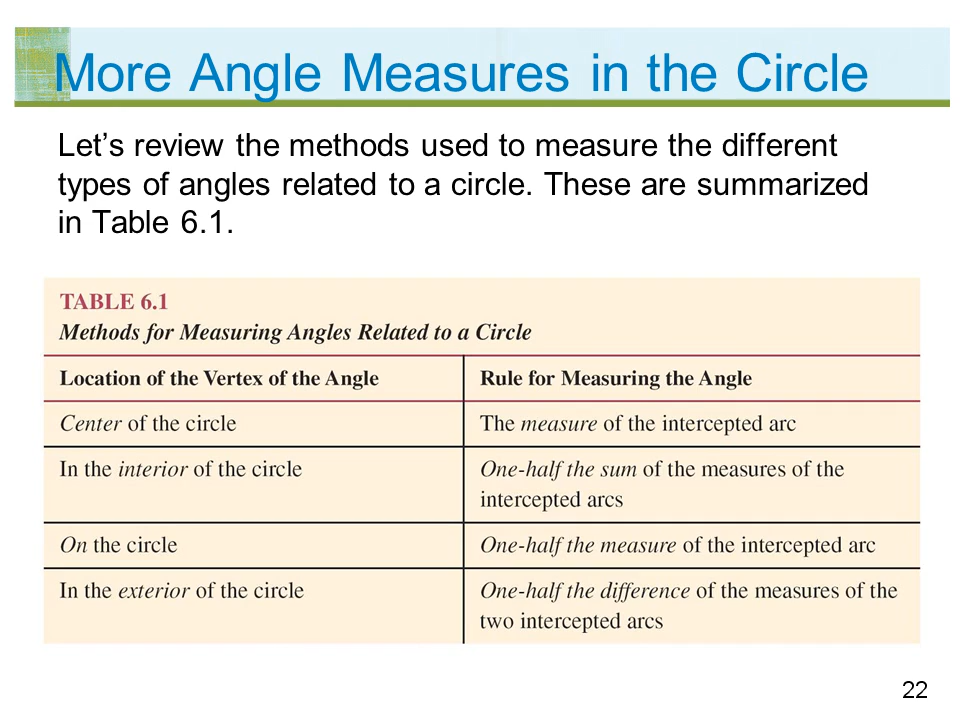 More Angle Measures in the Circle
Let’s review the methods used to measure the different
types of angles related to a circle. These are summarized
in Table 6.1.
TABLE 6.1
Methods for Measuring Angles Related to a Circle
Location of the Vertex of the Angle
Rule for Measuring the Angle
Center of the circle
The measure of the intercepted arc
In the interior of the circle
One-half the sum of the measures of the
intercepted arcs
On the circle
One-half the measure of the intercepted arc
In the exterior of the circle
One-half the difference of the measures of the
two intercepted arcs
22